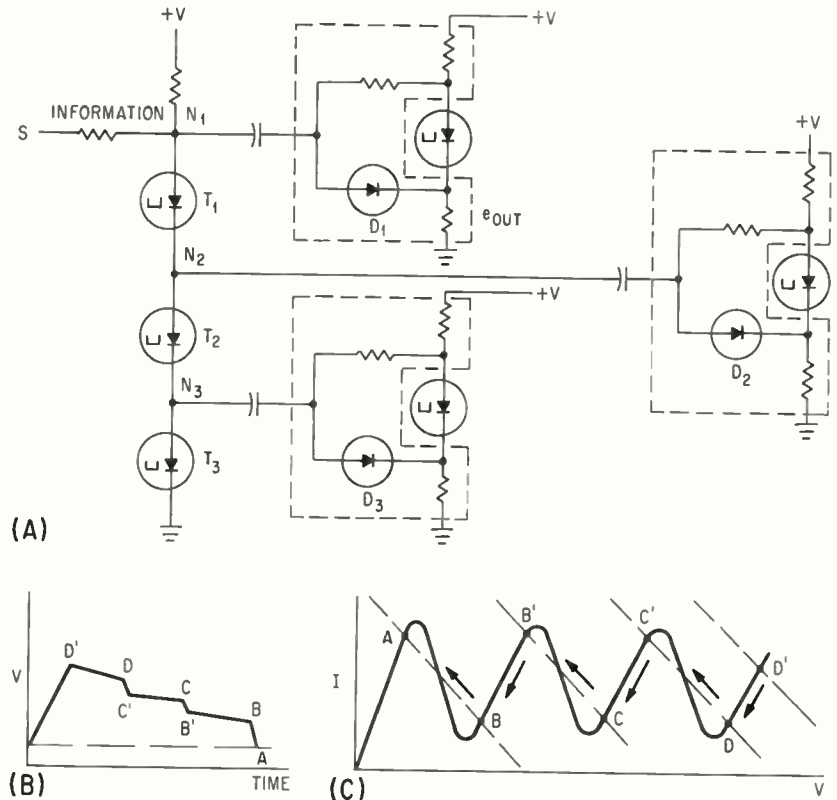 +V
+V
INFORMATION
N1
S
T1
D1
eOUT
+V
N2
+V
T2
D2
N3
T3
D3
(A)
D'
V
D
C
C'
B'
B
A
TIME
(B)
A
B'
C'
D'
I
B
C
D
V
(C)